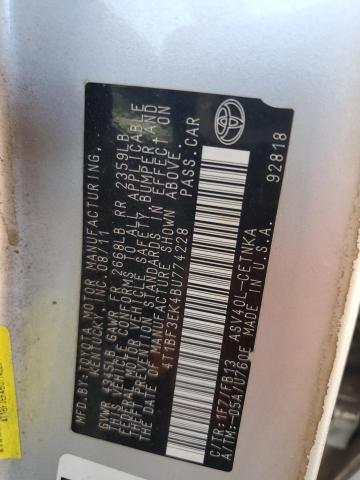 MFD. BY: TOYOTA MOTOR MANUFACTURING,
KENTUCKY, INC. 08/11
GVWR 4345LB GAWR FR 2668LB RR 2359LB
THIS VEHICLE CONFORMS TO ALL APPLICABLE
FEDERAL MOTOR VEHICLE SAFETY, BUMPER, AND
THEFT PREVENTION STANDARDS IN EFFECT ON
THE DATE OF MANUFACTURE SHOWN ABOVE.
4T1BF3EK4BU774228 PASS.CAR
C/TR:1F7/FB13 ASV40L-CETNKA
A/TM:-05A/U760E MADE IN U.S.A.
92818
TOYOTA